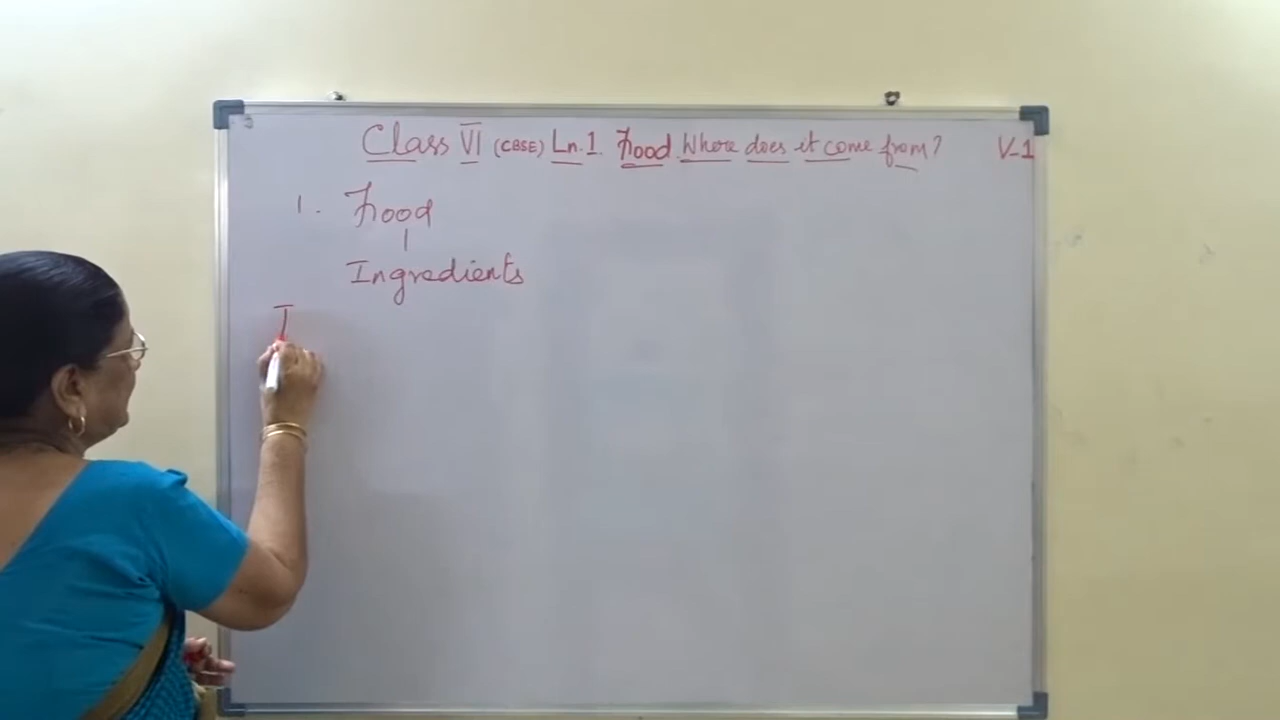 Class VI (CBSE) Ln.1. Food. Where does it come from? V-1
1. Food
Ingredients
I